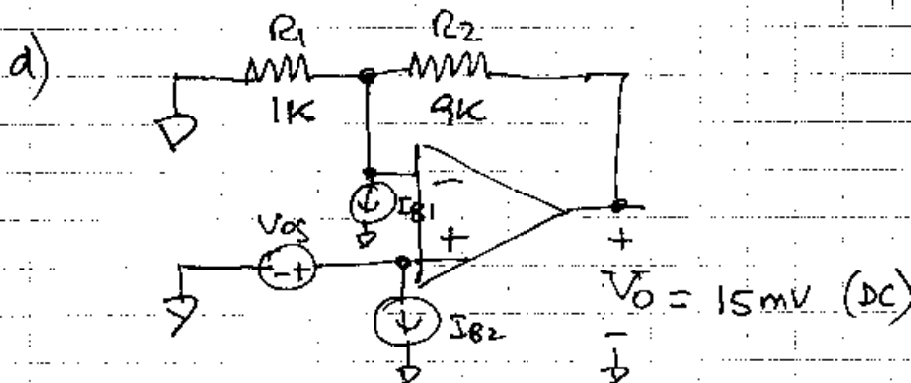 d)
R1 R2
1K 9K
- IB1
VOS
- + +
+
Vo = 15mV (DC)
IB2
-